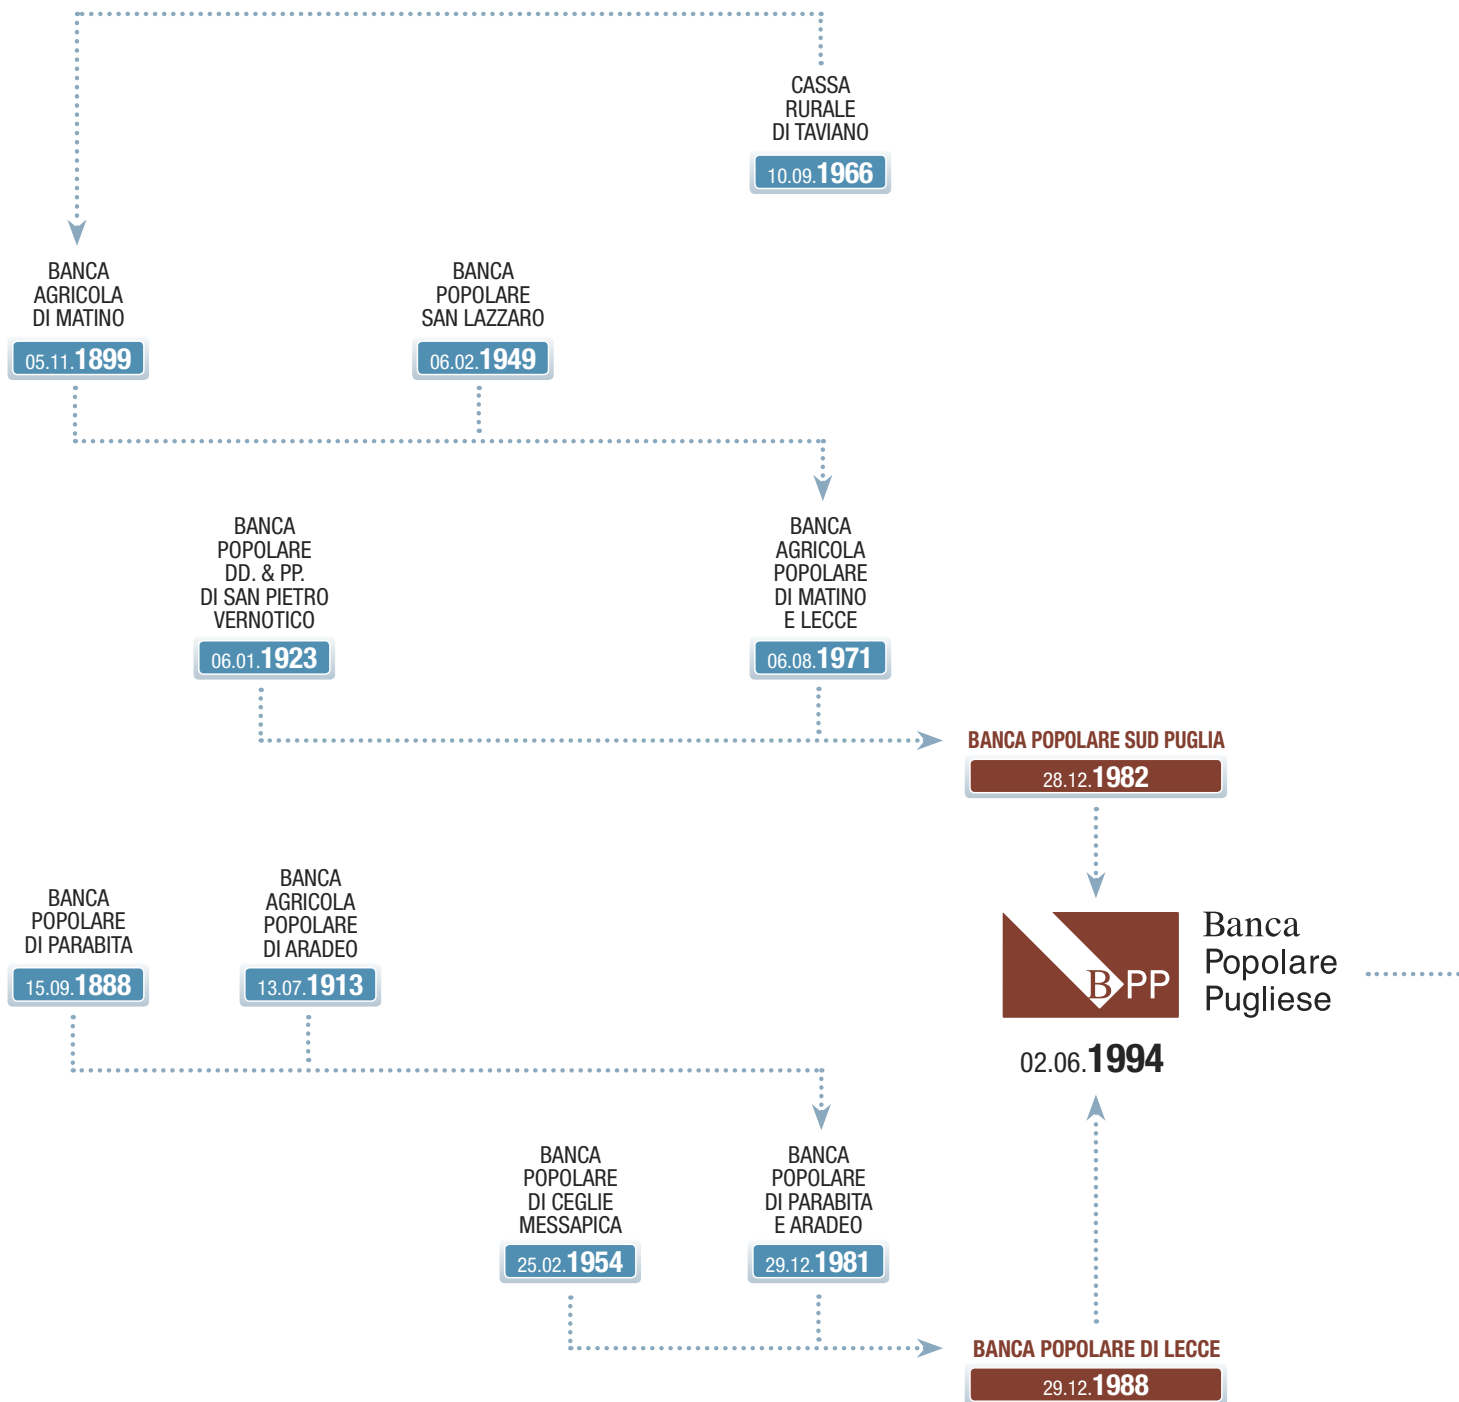 CASSA
RURALE
DI TAVIANO
10.09.1966
BANCA
AGRICOLA
DI MATINO
05.11.1899
BANCA
POPOLARE
SAN LAZZARO
06.02.1949
BANCA
POPOLARE
DD. & PP.
DI SAN PIETRO
VERNOTICO
06.01.1923
BANCA
AGRICOLA
POPOLARE
DI MATINO
E LECCE
06.08.1971
BANCA POPOLARE SUD PUGLIA
28.12.1982
BANCA
POPOLARE
DI PARABITA
15.09.1888
BANCA
AGRICOLA
POPOLARE
DI ARADEO
13.07.1913
BPP
Banca
Popolare
Pugliese
02.06.1994
BANCA
POPOLARE
DI CEGLIE
MESSAPICA
25.02.1954
BANCA
POPOLARE
DI PARABITA
E ARADEO
29.12.1981
BANCA POPOLARE DI LECCE
29.12.1988